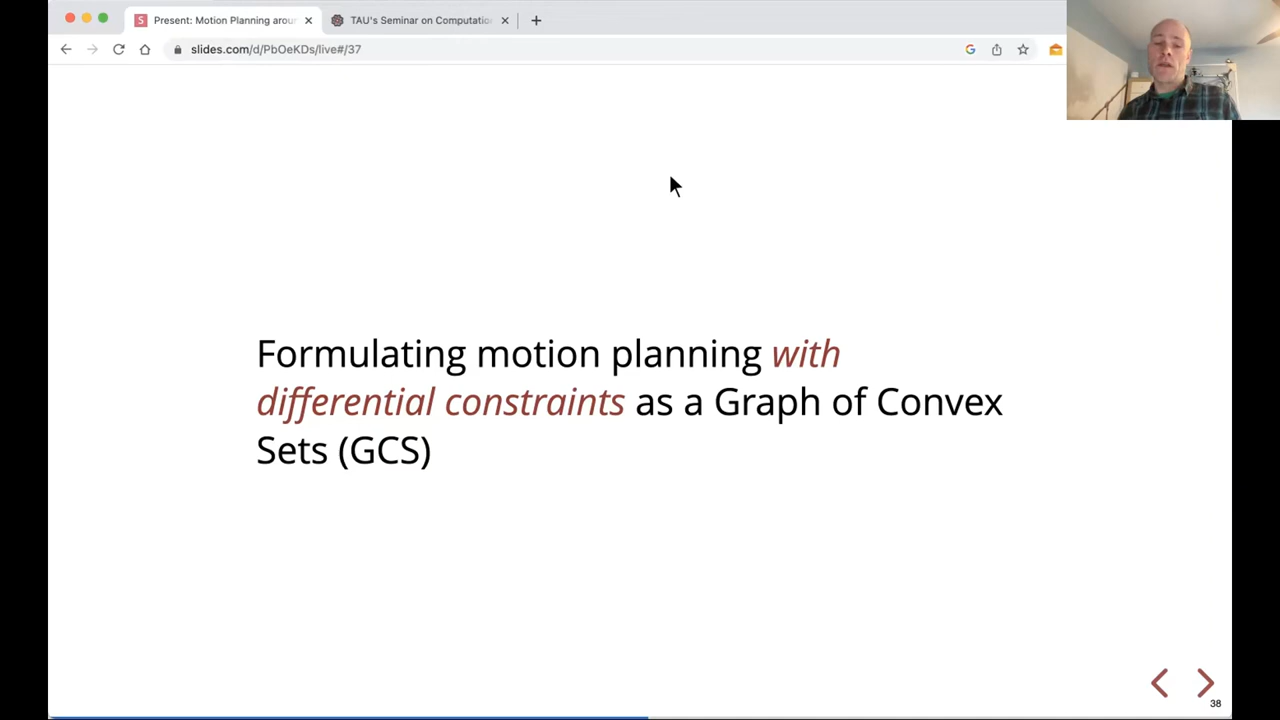 Present: Motion Planning arou
TAU's Seminar on Computatio
slides.com/d/PbOeKDs/live#/37
Formulating motion planning with
differential constraints as a Graph of Convex
Sets (GCS)
38